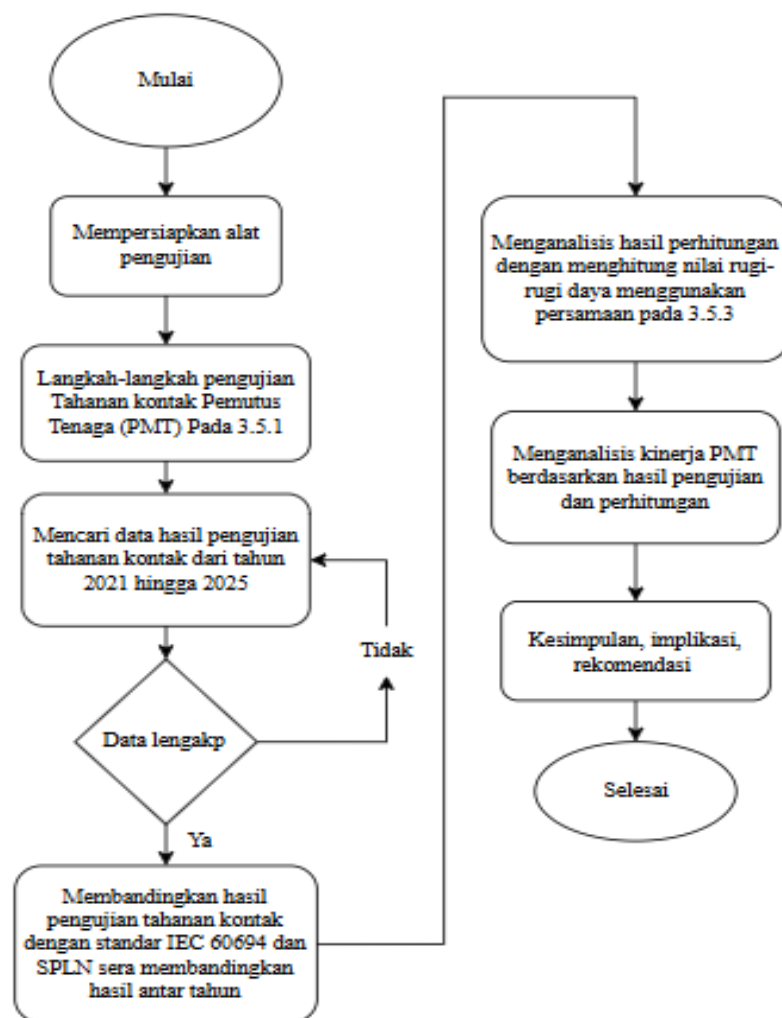 Mulai
Mempersiapkan alat
pengujian
Langkah-langkah pengujian
Tahanan kontak Pemutus
Tenaga (PMT) Pada 3.5.1
Mencari data hasil pengujian
tahanan kontak dari tahun
2021 hingga 2025
Tidak
Data lengakp
Ya
Membandingkan hasil
pengujian tahanan kontak
dengan standar IEC 60694 dan
SPLN sera membandingkan
hasil antar tahun
Menganalisis hasil perhitungan
dengan menghitung nilai rugi-
rugi daya menggunakan
persamaan pada 3.5.3
Menganalisis kinerja PMT
berdasarkan hasil pengujian
dan perhitungan
Kesimpulan, implikasi,
rekomendasi
Selesai